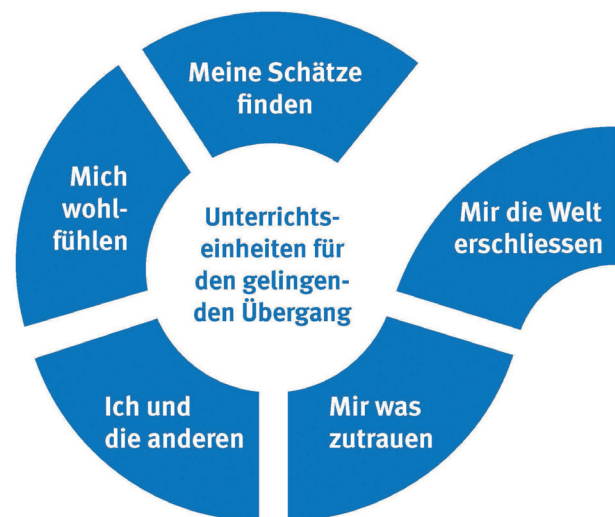 Meine Schätze
finden
Mich
wohl-
fühlen
Unterrichts-
einheiten für
den gelingen-
den Übergang
Mir die Welt
erschliessen
Ich und
die anderen
Mir was
zutrauen